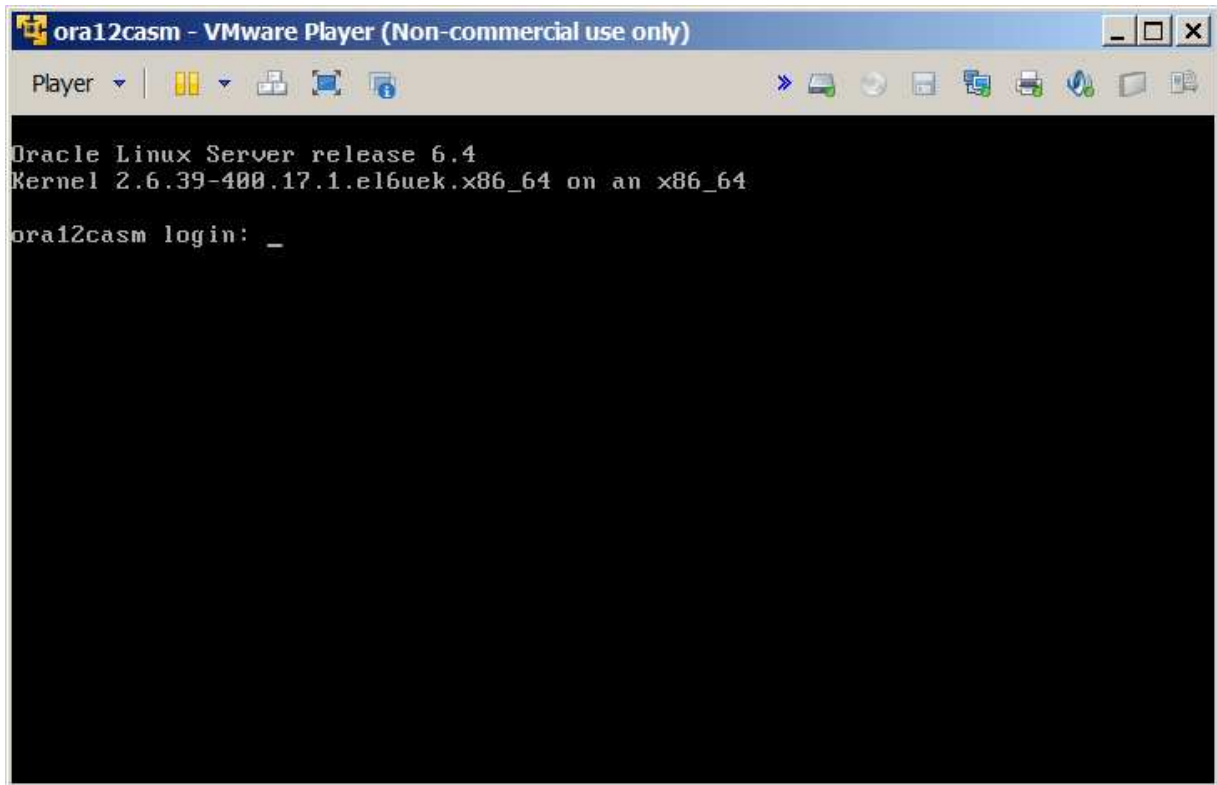 ora12casm - VMware Player (Non-commercial use only)
Player
Oracle Linux Server release 6.4
Kernel 2.6.39-400.17.1.el6uek.x86_64 on an x86_64
ora12casm login: _